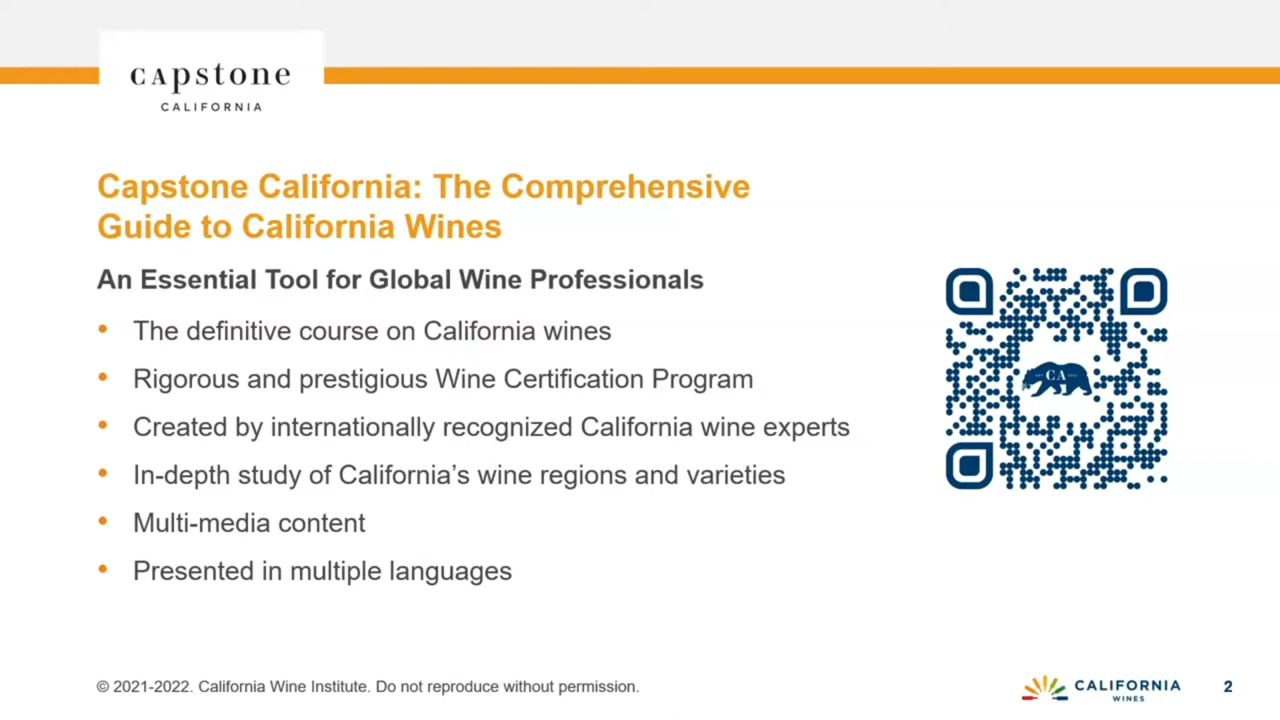 CAPSTONE
CALIFORNIA
Capstone California: The Comprehensive
Guide to California Wines
An Essential Tool for Global Wine Professionals
• The definitive course on California wines
• Rigorous and prestigious Wine Certification Program
• Created by internationally recognized California wine experts
• In-depth study of California’s wine regions and varieties
• Multi-media content
• Presented in multiple languages
CA
© 2021-2022. California Wine Institute. Do not reproduce without permission.
CALIFORNIA
WINES
2